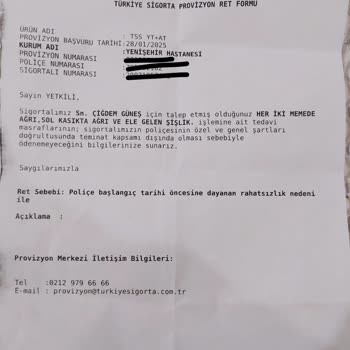 TÜRKİYE SİGORTA PROVİZYON RET FORMU
ÜRÜN ADI : TSS YT+AT
PROVİZYON BAŞVURU TARİHİ:28/01/2025
KURUM ADI :YENİŞEHİR HASTANESİ
PROVİZYON NUMARASI :
POLİÇE NUMARASI :
SİGORTALI NUMARASI :
Sayın YETKİLİ,
Sigortalımız Sn. ÇİĞDEM GÜNEŞ için talep etmiş olduğunuz HER İKİ MEMEDE
AĞRI,SOL KASIKTA AĞRI VE ELE GELEN ŞİŞLİK. işlemine ait tedavi
masraflarının; sigortalımızın poliçesinin özel ve genel şartları
doğrultusunda teminat kapsamı dışında olması sebebiyle
ödenemeyeceğini bilgilerinize sunarız.
Saygılarımızla
Ret Sebebi: Poliçe başlangıç tarihi öncesine dayanan rahatsızlık nedeni
ile
Açıklama :
Provizyon Merkezi İletişim Bilgileri:
Tel :0212 979 66 66
E-mail : provizyon@turkiyesigorta.com.tr